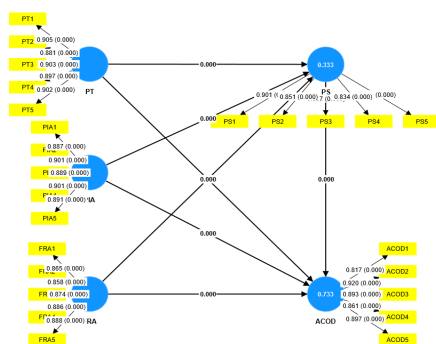 PT1
0.905 (0.000)
PT2
0.881 (0.000)
PT3
0.903 (0.000)
0.897 (0.000)
PT4
0.902 (0.000)
PT5
PT
0.000
0.333
PS
0.901 (
0.851 (0.000)
0.834 (0.000)
PS1
PS2
PS3
PS4
PS5
PIA1
0.887 (0.000)
0.901 (0.000)
0.889 (0.000)
0.901 (0.000)
0.891 (0.000)
PIA5
0.000
0.000
0.000
0.000
0.000
FRA1
0.865 (0.000)
0.858 (0.000)
0.874 (0.000)
0.886 (0.000)
0.888 (0.000)
FRA5
0.000
0.733
ACOD
ACOD1
0.817 (0.000)
ACOD2
0.920 (0.000)
0.893 (0.000)
ACOD3
0.861 (0.000)
ACOD4
0.897 (0.000)
ACOD5